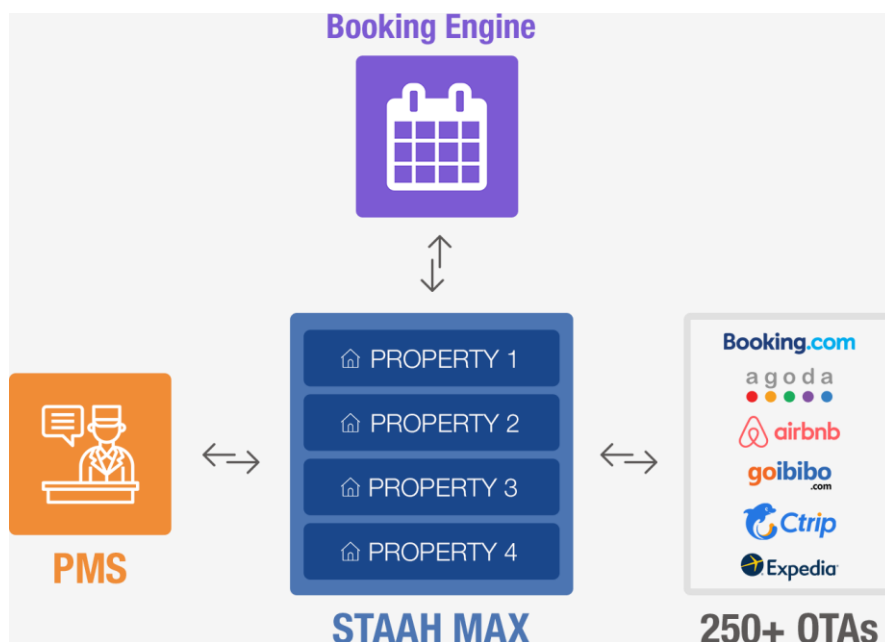 Booking Engine
PROPERTY 1
PROPERTY 2
PROPERTY 3
PROPERTY 4
PMS
STAAH MAX
Booking.com
agoda
airbnb
goibibo
.com
Ctrip
Expedia
250+ OTAs